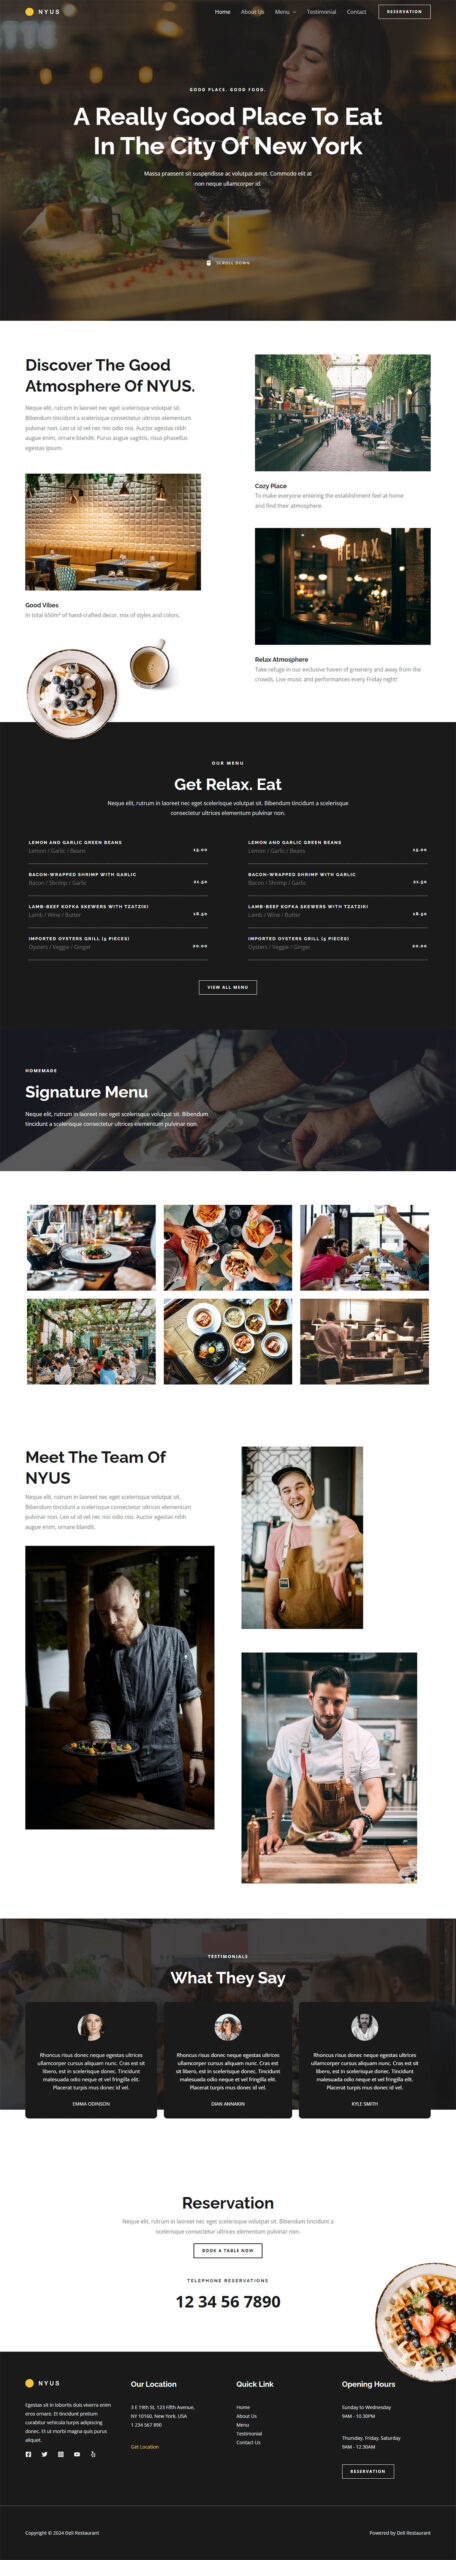 NYUS
Home About Us Menu Testimonial Contact RESERVATION
GOOD PLACE. GOOD FOOD.
A Really Good Place To Eat
In The City Of New York
Massa praesent sit suspendisse ac volutpat amet. Commodo elit at
non neque ullamcorper id.
SCROLL DOWN
Discover The Good
Atmosphere Of NYUS.
Neque elit, rutrum in laoreet nec eget scelerisque volutpat sit.
Bibendum tincidunt a scelerisque consectetur ultrices elementum
pulvinar non. Leo ut id vel nec nisi odio nisi. Auctor egestas nibh
augue enim, ornare blandit. Purus augue sagittis, risus phasellus
egestas ipsum.
Cozy Place
To make everyone entering the establishment feel at home
and find their atmosphere.
RELAX
Good Vibes
In total 650m² of hand-crafted decor, mix of styles and colors.
Relax Atmosphere
Take refuge in our exclusive haven of greenery and away from the
crowds. Live music and performances every Friday night!
OUR MENU
Get Relax. Eat
Neque elit, rutrum in laoreet nec eget scelerisque volutpat sit. Bibendum tincidunt a scelerisque
consectetur ultrices elementum pulvinar non.
LEMON AND GARLIC GREEN BEANS
Lemon / Garlic / Beans 15.00
BACON-WRAPPED SHRIMP WITH GARLIC
Bacon / Shrimp / Garlic 21.50
LAMB-BEEF KOFKA SKEWERS WITH TZATZIKI
Lamb / Wine / Butter 18.50
IMPORTED OYSTERS GRILL (5 PIECES)
Oysters / Veggie / Ginger 20.00
LEMON AND GARLIC GREEN BEANS
Lemon / Garlic / Beans 15.00
BACON-WRAPPED SHRIMP WITH GARLIC
Bacon / Shrimp / Garlic 21.50
LAMB-BEEF KOFKA SKEWERS WITH TZATZIKI
Lamb / Wine / Butter 18.50
IMPORTED OYSTERS GRILL (5 PIECES)
Oysters / Veggie / Ginger 20.00
VIEW ALL MENU
HOMEMADE
Signature Menu
Neque elit, rutrum in laoreet nec eget scelerisque volutpat sit. Bibendum
tincidunt a scelerisque consectetur ultrices elementum pulvinar non.
Meet The Team Of
NYUS
Neque elit, rutrum in laoreet nec eget scelerisque volutpat sit.
Bibendum tincidunt a scelerisque consectetur ultrices elementum
pulvinar non. Leo ut id vel nec nisi odio nisi. Auctor egestas nibh
augue enim, ornare blandit.
TESTIMONIALS
What They Say
Rhoncus risus donec neque egestas ultrices
ullamcorper cursus aliquam nunc. Cras est sit
libero, est in scelerisque donec. Tincidunt
malesuada odio neque et vel fringilla elit.
Placerat turpis mus donec id vel.
EMMA ODINSON
Rhoncus risus donec neque egestas ultrices
ullamcorper cursus aliquam nunc. Cras est
sit libero, est in scelerisque donec. Tincidunt
malesuada odio neque et vel fringilla elit.
Placerat turpis mus donec id vel.
DIAN ANNAKIN
Rhoncus risus donec neque egestas ultrices
ullamcorper cursus aliquam nunc. Cras est sit
libero, est in scelerisque donec. Tincidunt
malesuada odio neque et vel fringilla elit.
Placerat turpis mus donec id vel.
KYLE SMITH
Reservation
Neque elit, rutrum in laoreet nec eget scelerisque volutpat sit. Bibendum tincidunt a
scelerisque consectetur ultrices elementum pulvinar non.
BOOK A TABLE NOW
TELEPHONE RESERVATIONS
12 34 56 7890
NYUS
Egestas sit in lobortis duis viverra enim
eros ornare. Et tincidunt pretium
curabitur vehicula turpis adipiscing
donec. Et ut morbi magna quis purus
aliquet.
Our Location
3 E 19th St, 123 Fifth Avenue,
NY 10160, New York, USA
1 234 567 890
Get Location
Quick Link
Home
About Us
Menu
Testimonial
Contact Us
Opening Hours
Sunday to Wednesday
9AM - 10.30PM
Thursday, Friday, Saturday
9AM - 12.30AM
RESERVATION
Copyright © 2024 Deli Restaurant
Powered by Deli Restaurant